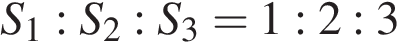 S₁ : S₂ : S₃ = 1 : 2 : 3